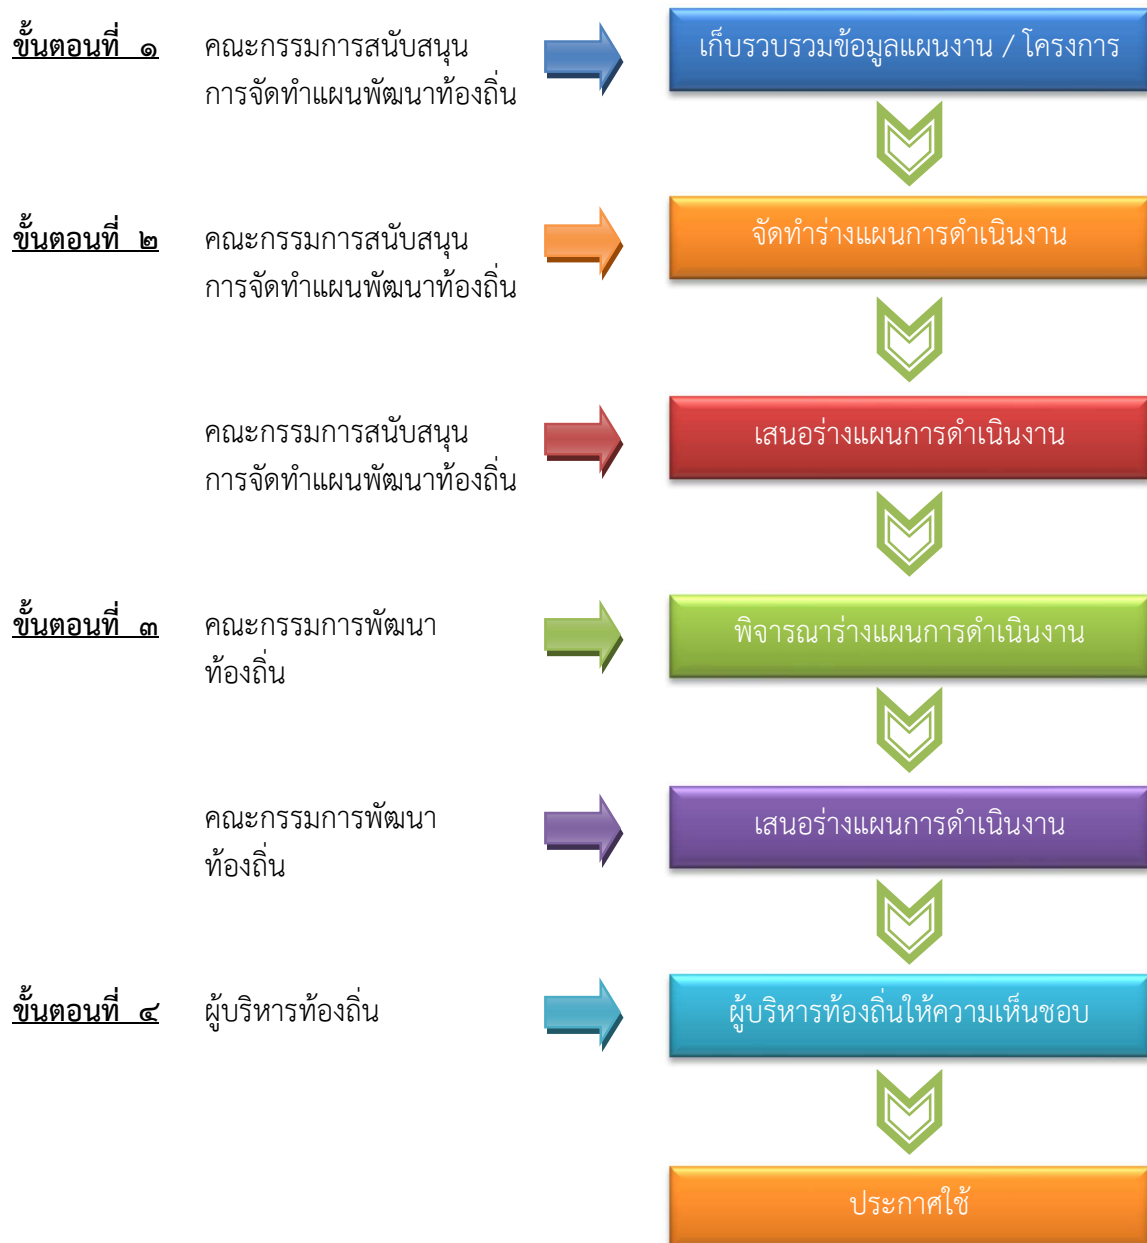 ขั้นตอนที่ ๑ คณะกรรมการสนับสนุน
การจัดทำแผนพัฒนาท้องถิ่น
เก็บรวบรวมข้อมูลแผนงาน / โครงการ
ขั้นตอนที่ ๒ คณะกรรมการสนับสนุน
การจัดทำแผนพัฒนาท้องถิ่น
จัดทำร่างแผนการดำเนินงาน
คณะกรรมการสนับสนุน
การจัดทำแผนพัฒนาท้องถิ่น
เสนอร่างแผนการดำเนินงาน
ขั้นตอนที่ ๓ คณะกรรมการพัฒนา
ท้องถิ่น
พิจารณาร่างแผนการดำเนินงาน
คณะกรรมการพัฒนา
ท้องถิ่น
เสนอร่างแผนการดำเนินงาน
ขั้นตอนที่ ๔ ผู้บริหารท้องถิ่น
ผู้บริหารท้องถิ่นให้ความเห็นชอบ
ประกาศใช้